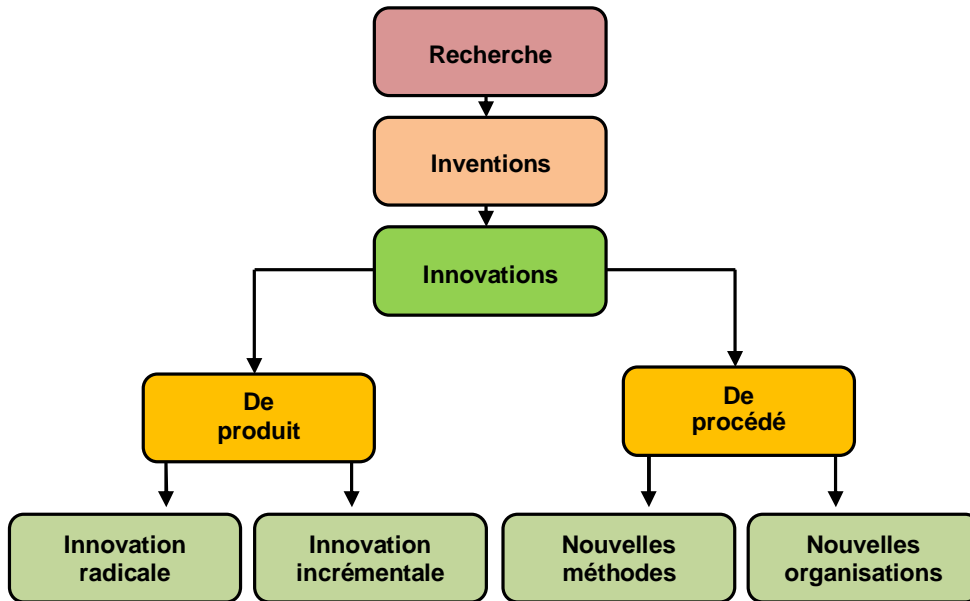 Recherche
Inventions
Innovations
De
produit
De
procédé
Innovation
radicale
Innovation
incrémentale
Nouvelles
méthodes
Nouvelles
organisations